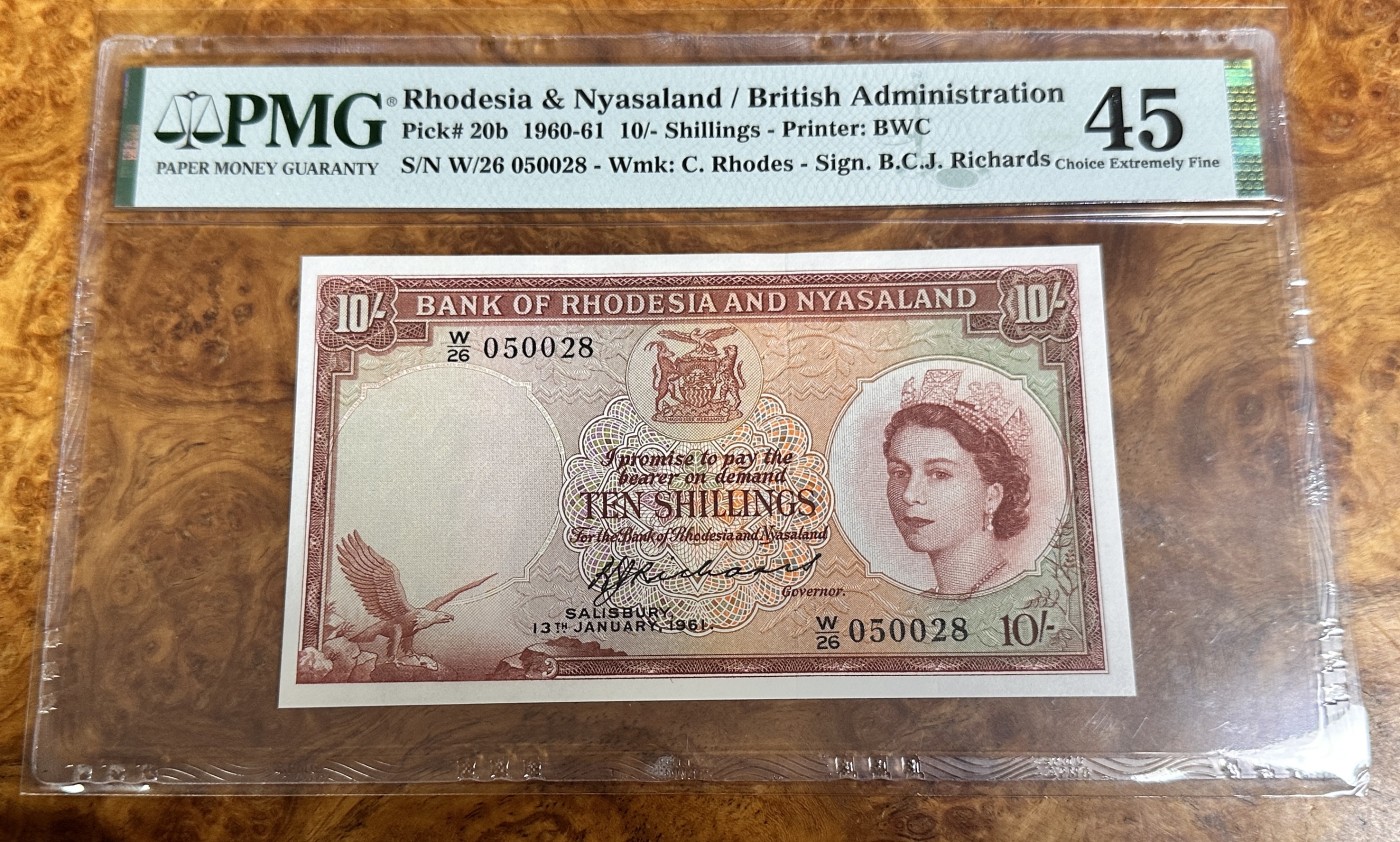 PMG®
PAPER MONEY GUARANTY
Rhodesia & Nyasaland / British Administration
Pick# 20b 1960-61 10/- Shillings - Printer: BWC
S/N W/26 050028 - Wmk: C. Rhodes - Sign. B.C.J. Richards
45
Choice Extremely Fine
10/- BANK OF RHODESIA AND NYASALAND 10/-
W/26 050028
I promise to pay the
bearer on demand
TEN SHILLINGS
For the Bank of Rhodesia and Nyasaland
BCJRichards
Governor.
SALISBURY,
13TH JANUARY, 1961.
W/26 050028 10/-